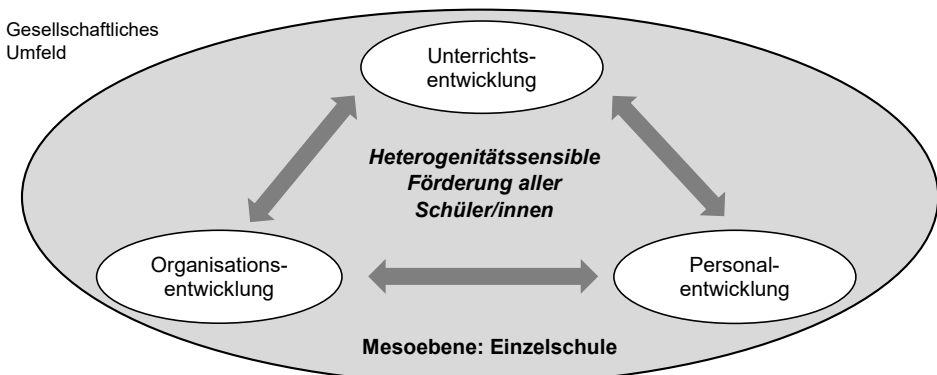 Gesellschaftliches
Umfeld
Unterrichts-
entwicklung
Heterogenitätssensible
Förderung aller
Schüler/innen
Organisations-
entwicklung
Personal-
entwicklung
Mesoebene: Einzelschule